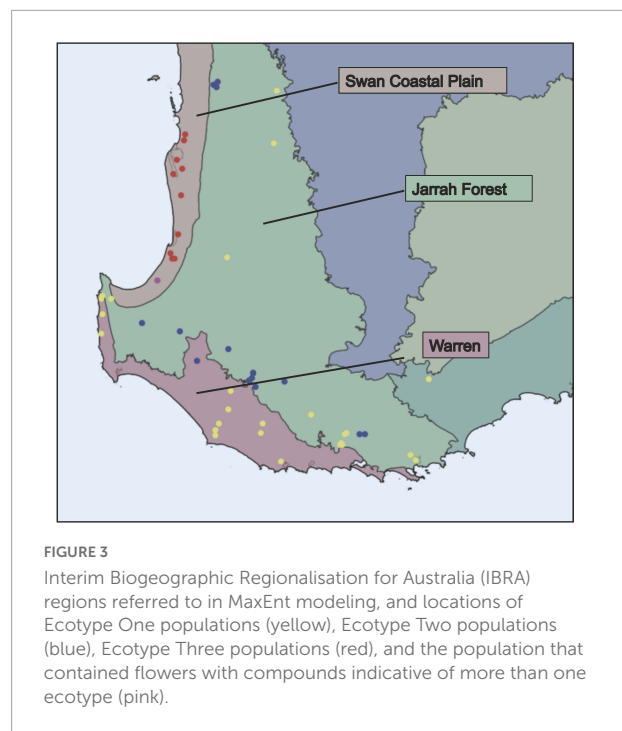 Swan Coastal Plain
Jarrah Forest
Warren
FIGURE 3
Interim Biogeographic Regionalisation for Australia (IBRA)
regions referred to in MaxEnt modeling, and locations of
Ecotype One populations (yellow), Ecotype Two populations
(blue), Ecotype Three populations (red), and the population that
contained flowers with compounds indicative of more than one
ecotype (pink).